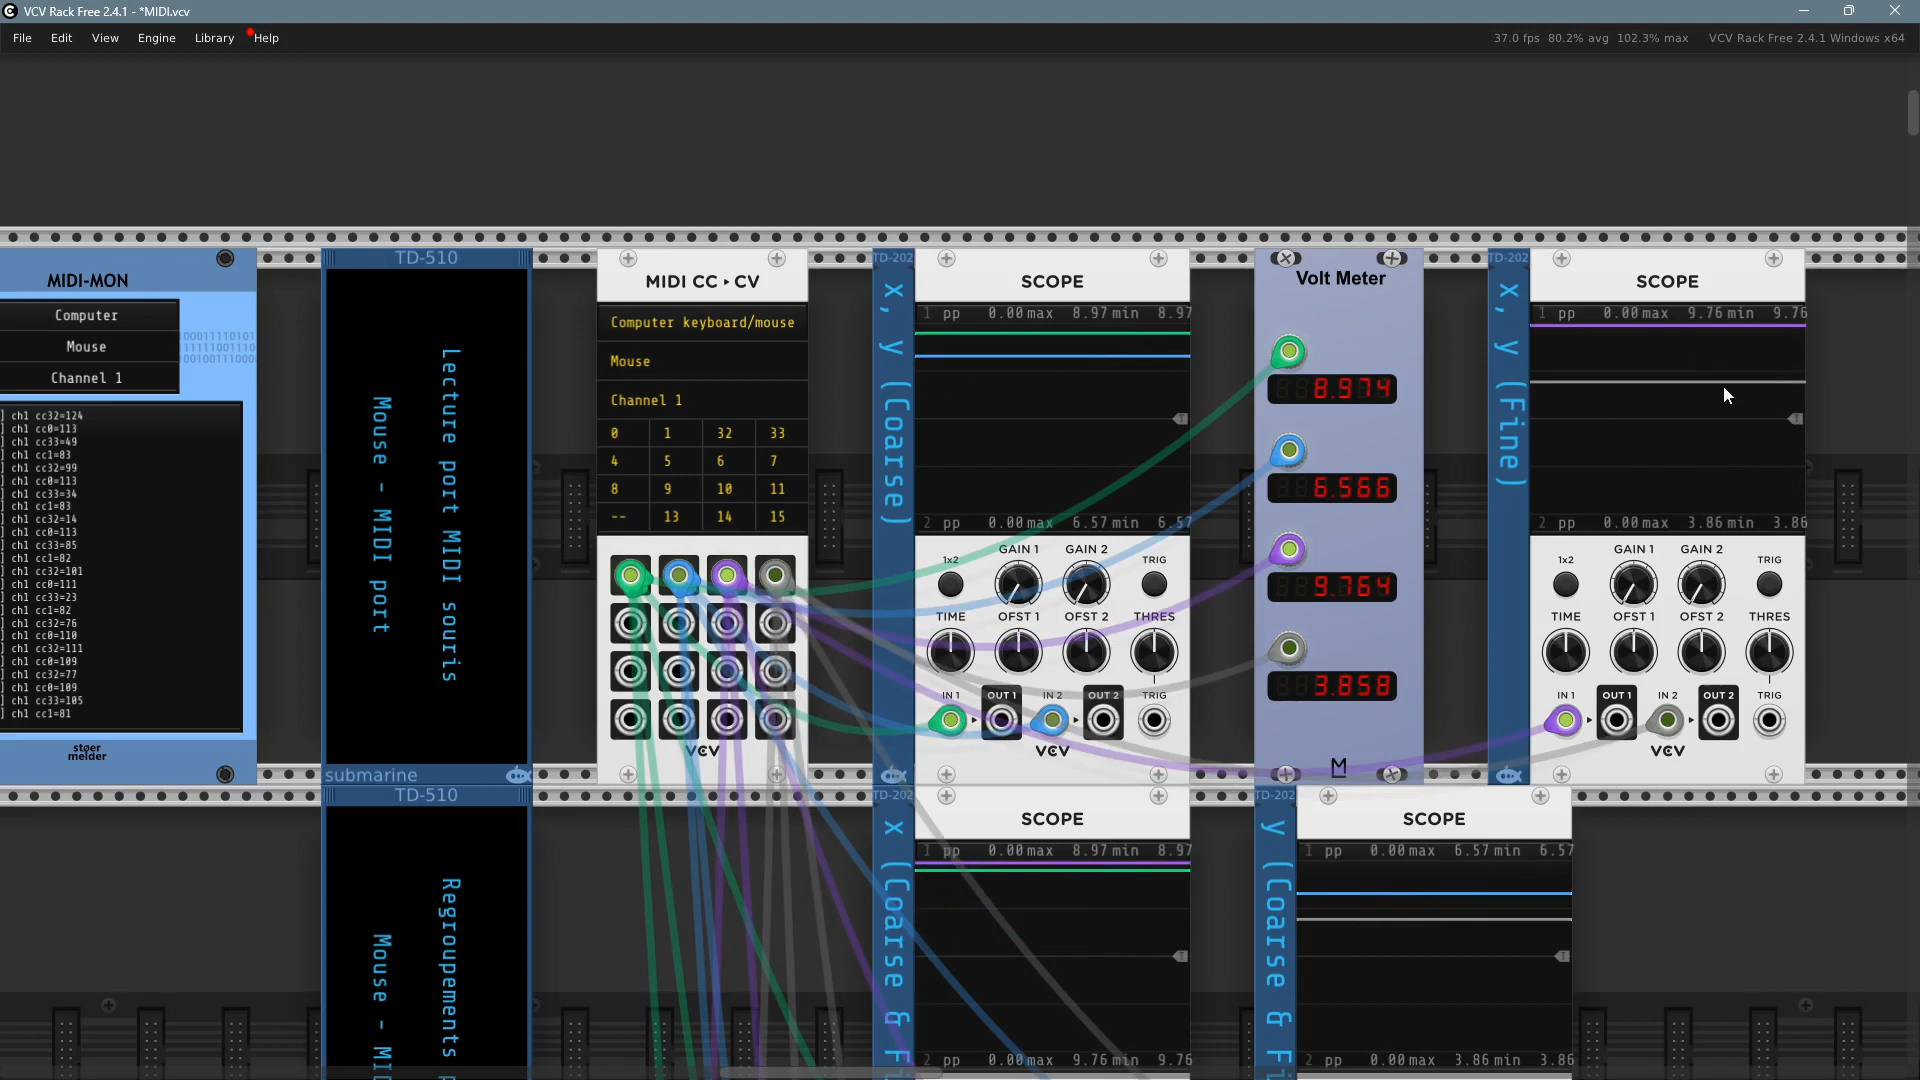 VCV Rack Free 2.4.1 - *MIDI.vcv
File Edit View Engine Library Help
37.0 fps 80.2% avg 102.3% max VCV Rack Free 2.4.1 Windows x64
MIDI-MON
Computer
Mouse
Channel 1
] ch1 cc32=124
] ch1 cc0=113
] ch1 cc33=49
] ch1 cc1=83
] ch1 cc32=99
] ch1 cc0=113
] ch1 cc33=34
] ch1 cc1=83
] ch1 cc32=14
] ch1 cc0=113
] ch1 cc33=85
] ch1 cc1=82
] ch1 cc32=101
] ch1 cc0=111
] ch1 cc33=23
] ch1 cc1=82
] ch1 cc32=76
] ch1 cc0=110
] ch1 cc32=111
] ch1 cc0=109
] ch1 cc32=77
] ch1 cc0=109
] ch1 cc33=105
] ch1 cc1=81
støer
melder
TD-510
Lecture port MIDI souris
Mouse - MIDI port
submarine
MIDI CC ▸ CV
Computer keyboard/mouse
Mouse
Channel 1
0 1 32 33
4 5 6 7
8 9 10 11
-- 13 14 15
VCV
TD-202
x, y (Coarse)
SCOPE
1 pp 0.00 max 8.97 min 8.97
2 pp 0.00 max 6.57 min 6.57
1x2 GAIN 1 GAIN 2 TRIG
TIME OFST 1 OFST 2 THRES
IN 1 OUT 1 IN 2 OUT 2 TRIG
VCV
Volt Meter
8.974
6.566
9.764
3.858
M
TD-202
x, y (Fine)
SCOPE
1 pp 0.00 max 9.76 min 9.76
2 pp 0.00 max 3.86 min 3.86
1x2 GAIN 1 GAIN 2 TRIG
TIME OFST 1 OFST 2 THRES
IN 1 OUT 1 IN 2 OUT 2 TRIG
VCV
TD-510
Regroupements
Mouse - MI
TD-202
x (Coarse & F
SCOPE
1 pp 0.00 max 8.97 min 8.97
2 pp 0.00 max 9.76 min 9.76
TD-202
y (Coarse & Fi
SCOPE
1 pp 0.00 max 6.57 min 6.57
2 pp 0.00 max 3.86 min 3.86